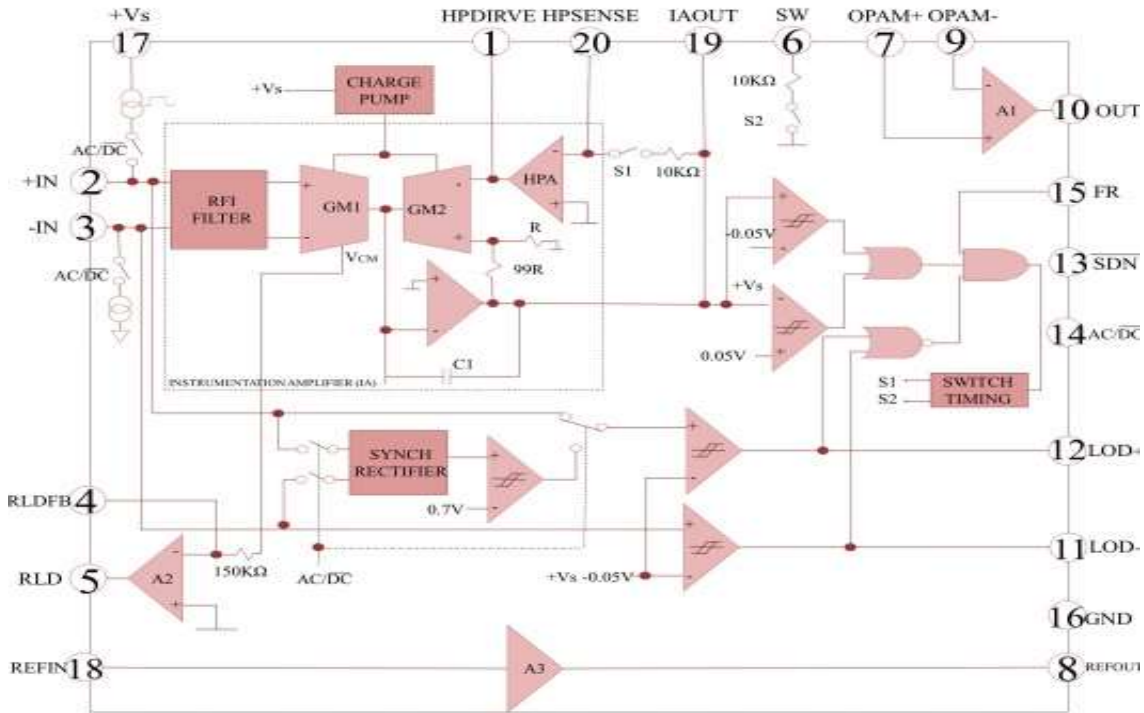 +Vs
HPDIRVE HPSENSE
IAOUT
SW
OPAM+ OPAM-
17
1
20
19
6
7
9
+Vs
CHARGE
PUMP
10KΩ
S2
-
A1
+
10 OUT
AC/DC
+IN 2
-IN 3
RFI
FILTER
+
GM1
-
-
GM2
+
-
HPA
+
S1
10KΩ
15 FR
AC/DC
VCM
R
99R
+
-0.05V
-
+Vs
-
0.05V
+
13 SDN
14 AC/DC
+
-
C1
INSTRUMENTATION AMPLIFIER (IA)
S1
S2
SWITCH
TIMING
SYNCH
RECTIFIER
+
0.7V
-
+
-
12 LOD+
RLDFB 4
+
-
11 LOD-
RLD 5
-
A2
+
150KΩ
AC/DC
+Vs -0.05V
16 GND
REFIN 18
A3
8 REFOUT